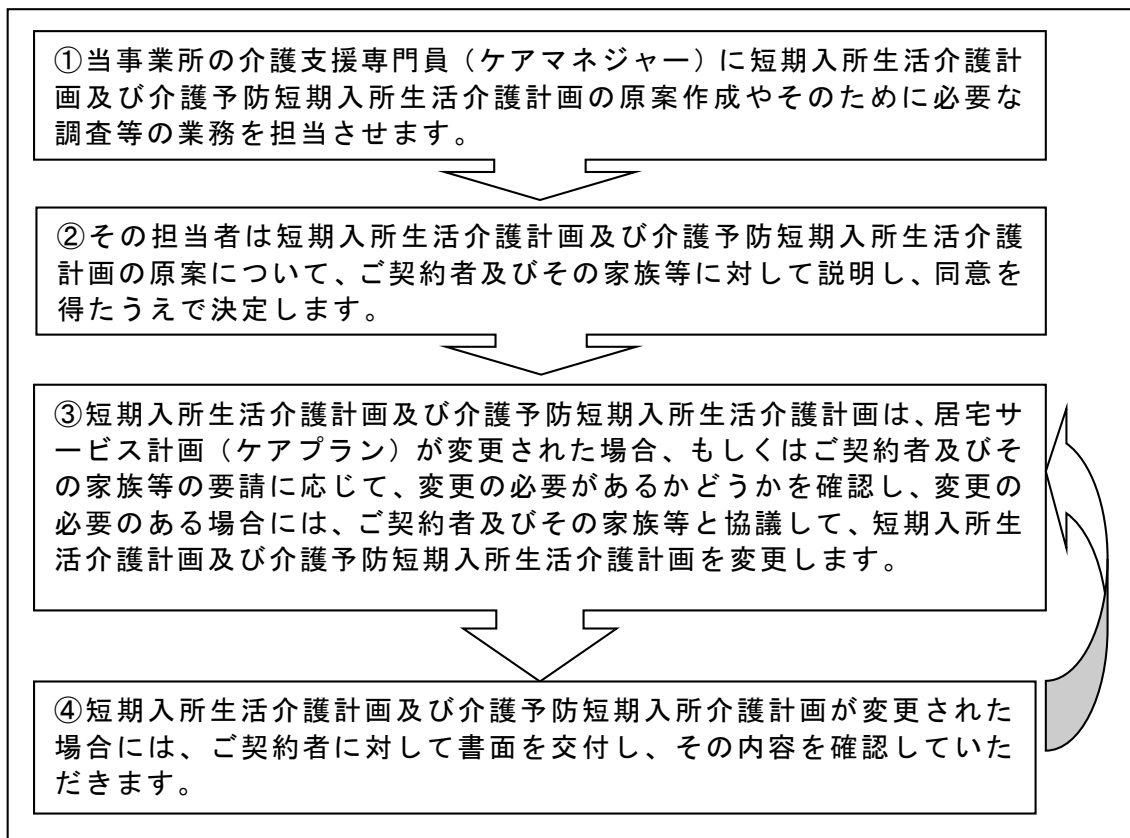 ①当事業所の介護支援専門員（ケアマネジャー）に短期入所生活介護計
画及び介護予防短期入所生活介護計画の原案作成やそのために必要な
調査等の業務を担当させます。
②その担当者は短期入所生活介護計画及び介護予防短期入所生活介護
計画の原案について、ご契約者及びその家族等に対して説明し、同意を
得たうえで決定します。
③短期入所生活介護計画及び介護予防短期入所生活介護計画は、居宅サ
ービス計画（ケアプラン）が変更された場合、もしくはご契約者及びそ
の家族等の要請に応じて、変更の必要があるかどうかを確認し、変更の
必要のある場合には、ご契約者及びその家族等と協議して、短期入所生
活介護計画及び介護予防短期入所生活介護計画を変更します。
④短期入所生活介護計画及び介護予防短期入所介護計画が変更された
場合には、ご契約者に対して書面を交付し、その内容を確認していた
だきます。